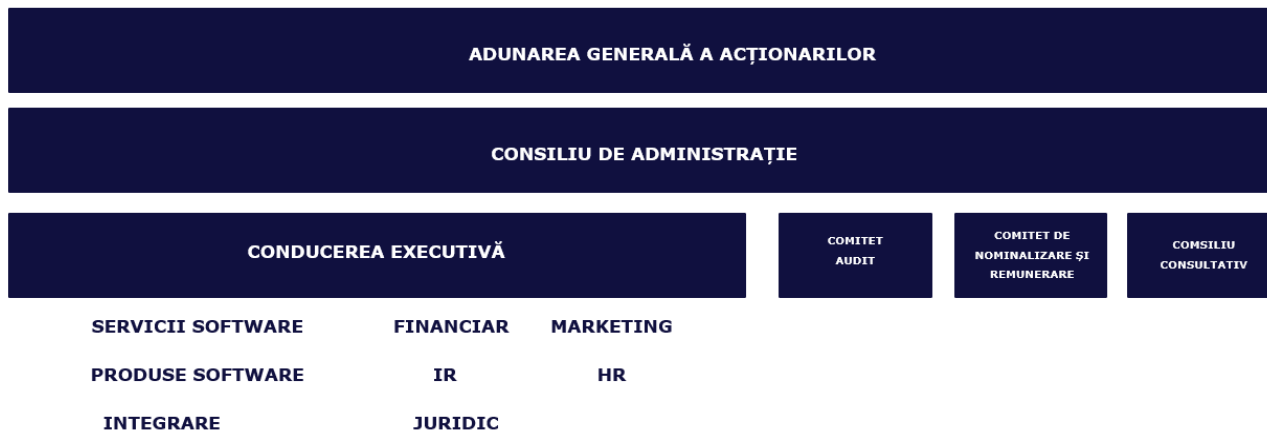 ADUNAREA GENERALĂ A ACȚIONARILOR
CONSILIU DE ADMINISTRAȚIE
CONDUCEREA EXECUTIVĂ
COMITET
AUDIT
COMITET DE
NOMINALIZARE ŞI
REMUNERARE
COMSILIU
CONSULTATIV
SERVICII SOFTWARE
FINANCIAR
MARKETING
PRODUSE SOFTWARE
IR
HR
INTEGRARE
JURIDIC